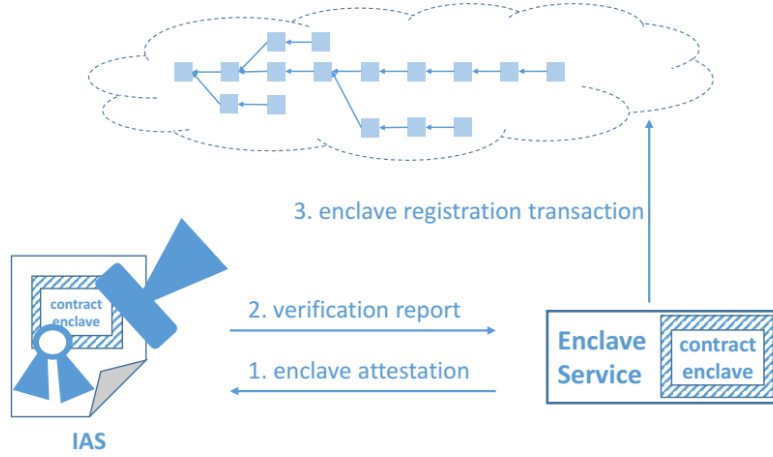 3. enclave registration transaction
contract
enclave
2. verification report
1. enclave attestation
IAS
Enclave
Service
contract
enclave